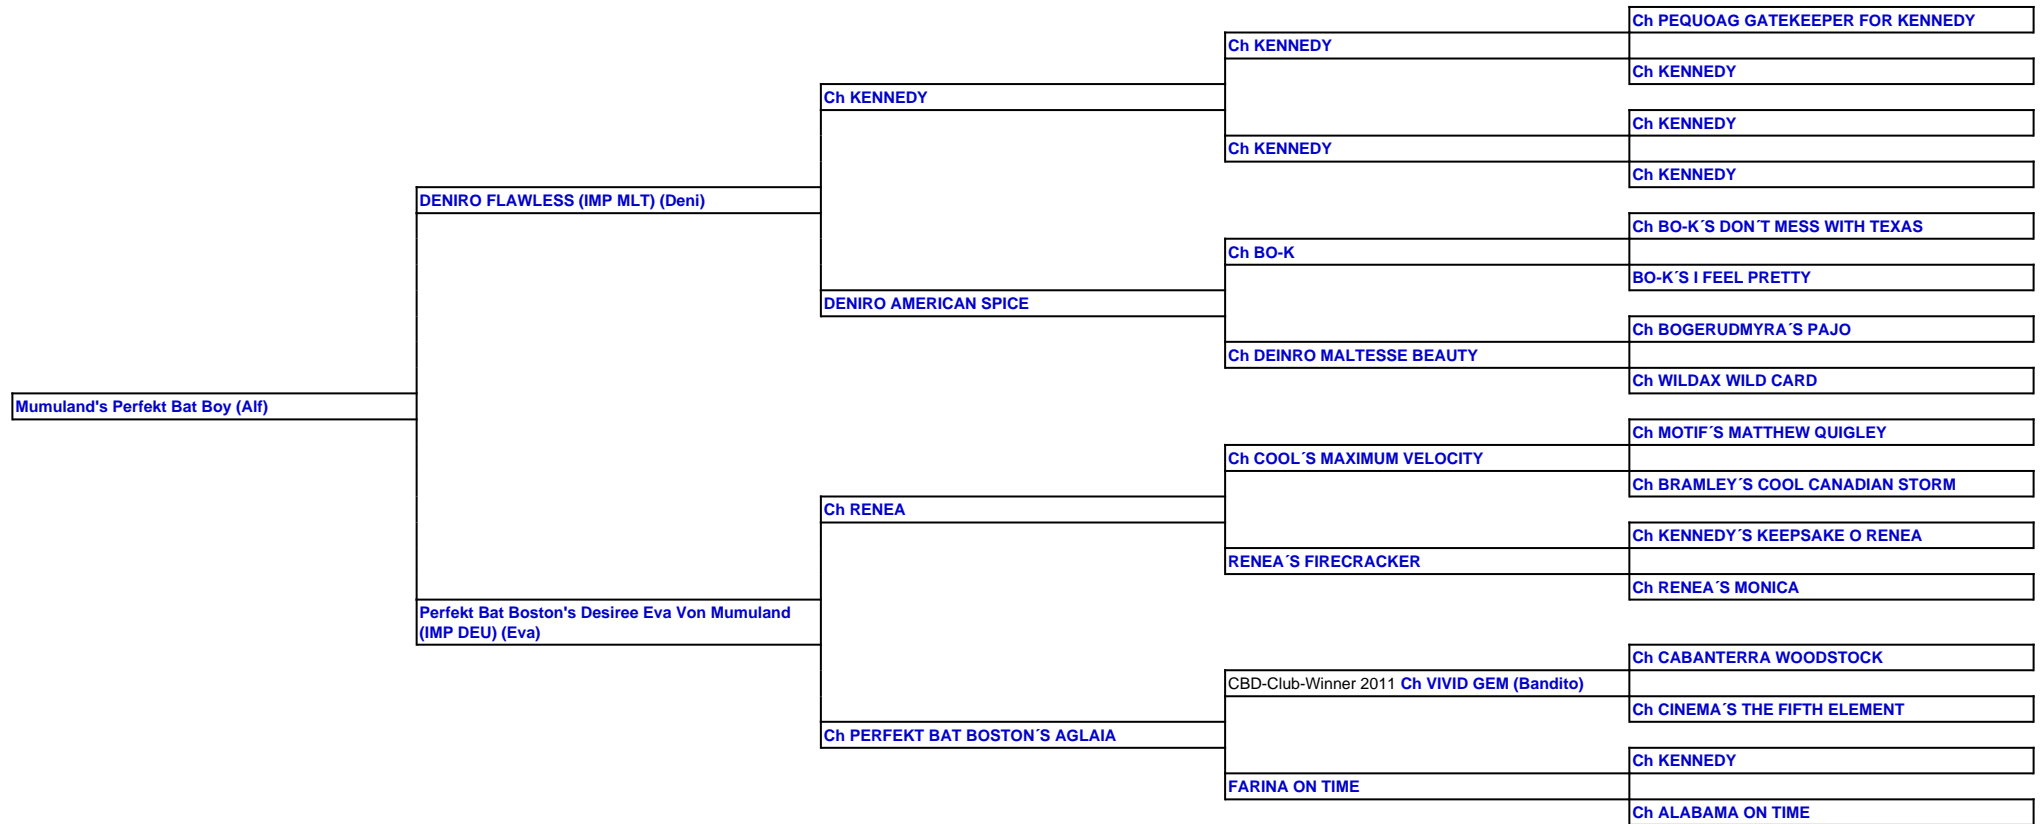 Ch PEQUOAG GATEKEEPER FOR KENNEDY
Ch KENNEDY
Ch KENNEDY
Ch KENNEDY
Ch KENNEDY
Ch KENNEDY
Ch KENNEDY
DENIRO FLAWLESS (IMP MLT) (Deni)
Ch BO-K´S DON´T MESS WITH TEXAS
Ch BO-K
BO-K´S I FEEL PRETTY
DENIRO AMERICAN SPICE
Ch BOGERUDMYRA´S PAJO
Ch DEINRO MALTESSE BEAUTY
Ch WILDAX WILD CARD
Mumuland's Perfekt Bat Boy (Alf)
Ch MOTIF´S MATTHEW QUIGLEY
Ch COOL´S MAXIMUM VELOCITY
Ch BRAMLEY´S COOL CANADIAN STORM
Ch RENEA
Ch KENNEDY´S KEEPSAKE O RENEA
RENEA´S FIRECRACKER
Ch RENEA´S MONICA
Perfekt Bat Boston's Desiree Eva Von Mumuland
(IMP DEU) (Eva)
Ch CABANTERRA WOODSTOCK
CBD-Club-Winner 2011 Ch VIVID GEM (Bandito)
Ch CINEMA´S THE FIFTH ELEMENT
Ch PERFEKT BAT BOSTON´S AGLAIA
Ch KENNEDY
FARINA ON TIME
Ch ALABAMA ON TIME